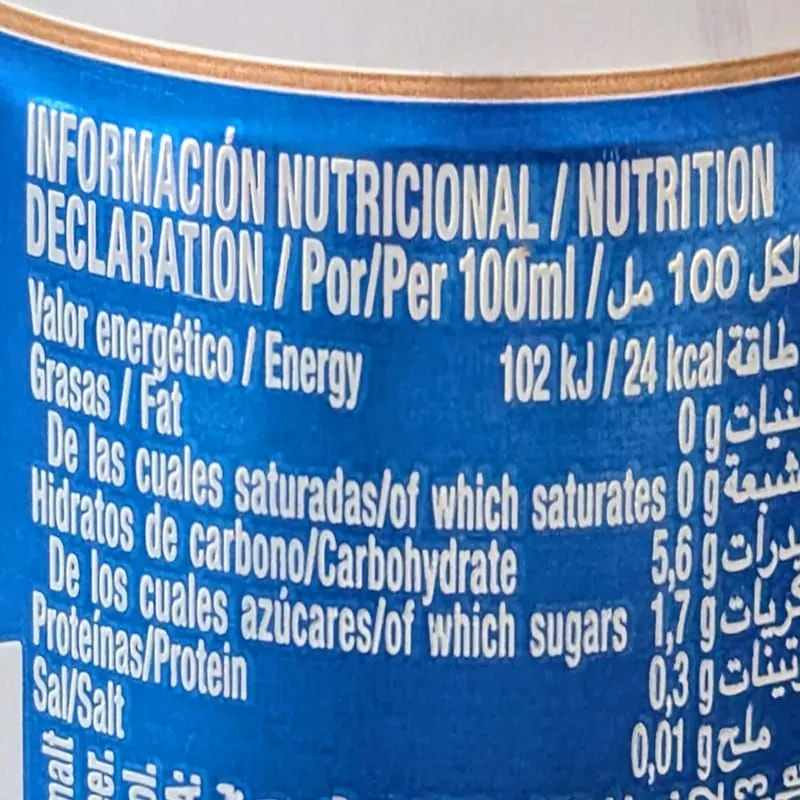 INFORMACIÓN NUTRICIONAL / NUTRITION
DECLARATION / Por/Per 100ml / لكل 100 مل
Valor energético / Energy 102 kJ / 24 kcal طاقة
Grasas / Fat 0 g
De las cuales saturadas/of which saturates 0 g
Hidratos de carbono/Carbohydrate 5,6 g
De los cuales azúcares/of which sugars 1,7 g
Proteínas/Protein 0,3 g
Sal/Salt 0,01 g ملح